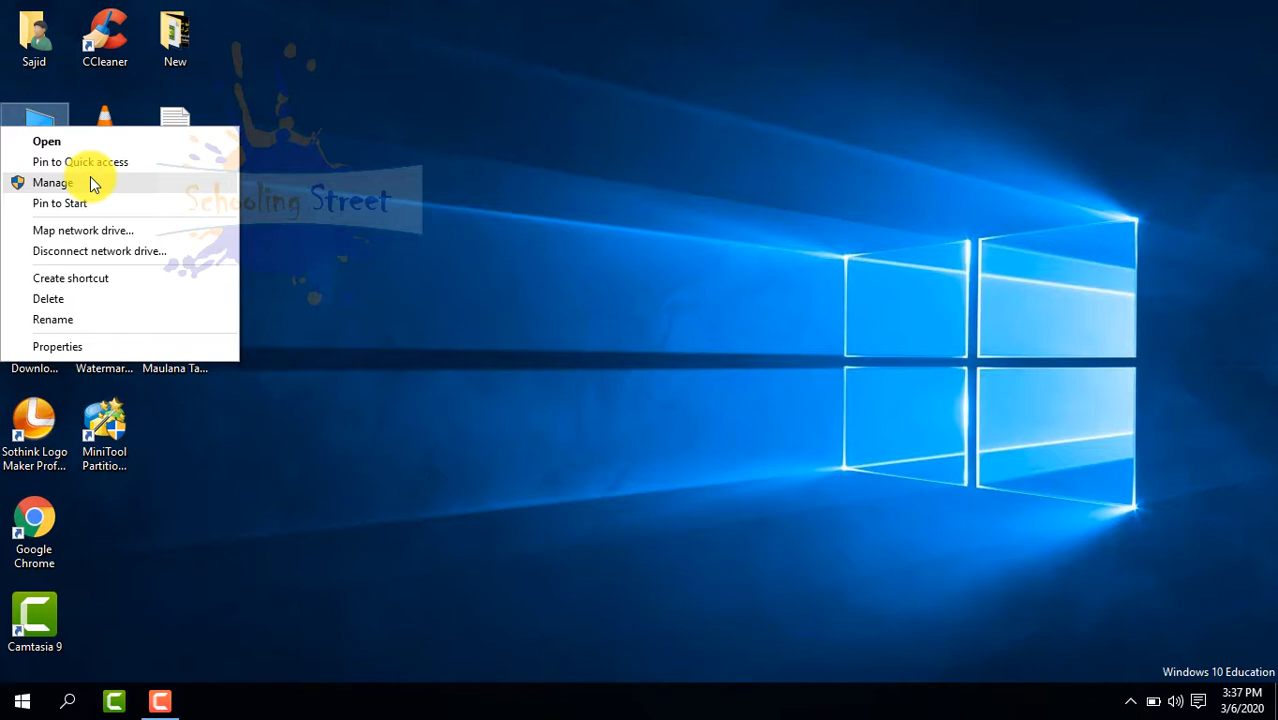 Sajid
CCleaner
New
Open
Pin to Quick access
Manage
Pin to Start
Map network drive...
Disconnect network drive...
Create shortcut
Delete
Rename
Properties
Schooling Street
Downlo...
Watermar...
Maulana Ta...
Sothink Logo
Maker Prof...
MiniTool
Partitio...
Google
Chrome
Camtasia 9
Windows 10 Education
3:37 PM
3/6/2020